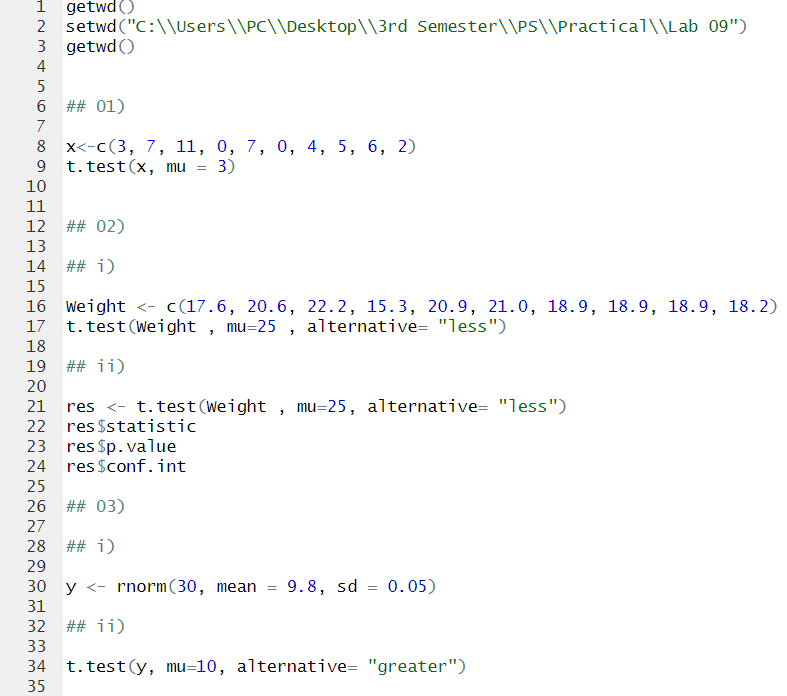 1 getwd()
2 setwd("C:\\Users\\PC\\Desktop\\3rd Semester\\PS\\Practical\\Lab 09")
3 getwd()
4
5
6 ## 01)
7
8 x<-c(3, 7, 11, 0, 7, 0, 4, 5, 6, 2)
9 t.test(x, mu = 3)
10
11
12 ## 02)
13
14 ## i)
15
16 Weight <- c(17.6, 20.6, 22.2, 15.3, 20.9, 21.0, 18.9, 18.9, 18.9, 18.2)
17 t.test(Weight , mu=25 , alternative= "less")
18
19 ## ii)
20
21 res <- t.test(Weight , mu=25, alternative= "less")
22 res$statistic
23 res$p.value
24 res$conf.int
25
26 ## 03)
27
28 ## i)
29
30 y <- rnorm(30, mean = 9.8, sd = 0.05)
31
32 ## ii)
33
34 t.test(y, mu=10, alternative= "greater")
35